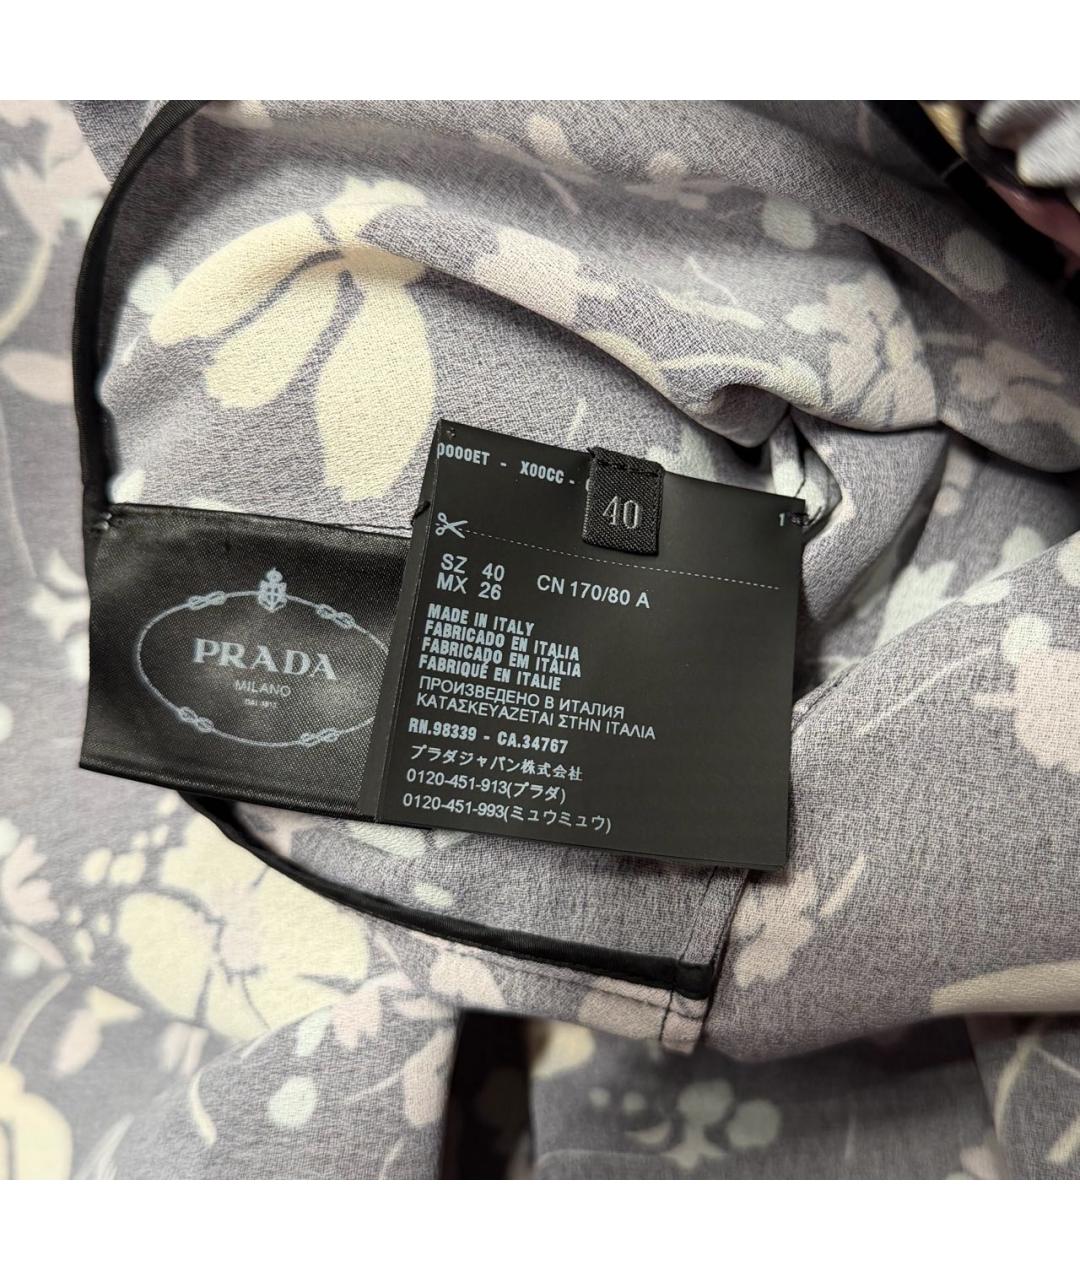 PRADA
MILANO
DAL 1913
0000ET - X00CC -
40
1
SZ 40 CN 170/80 A
MX 26
MADE IN ITALY
FABRICADO EN ITALIA
FABRICADO EM ITÁLIA
FABRIQUÉ EN ITALIE
ПРОИЗВЕДЕНО В ИТАЛИЯ
ΚΑΤΑΣΚΕΥΑΖΕΤΑΙ ΣΤΗΝ ΙΤΑΛΙΑ
RN.98339 - CA.34767
プラダジャパン株式会社
0120-451-913(プラダ)
0120-451-993(ミュウミュウ)